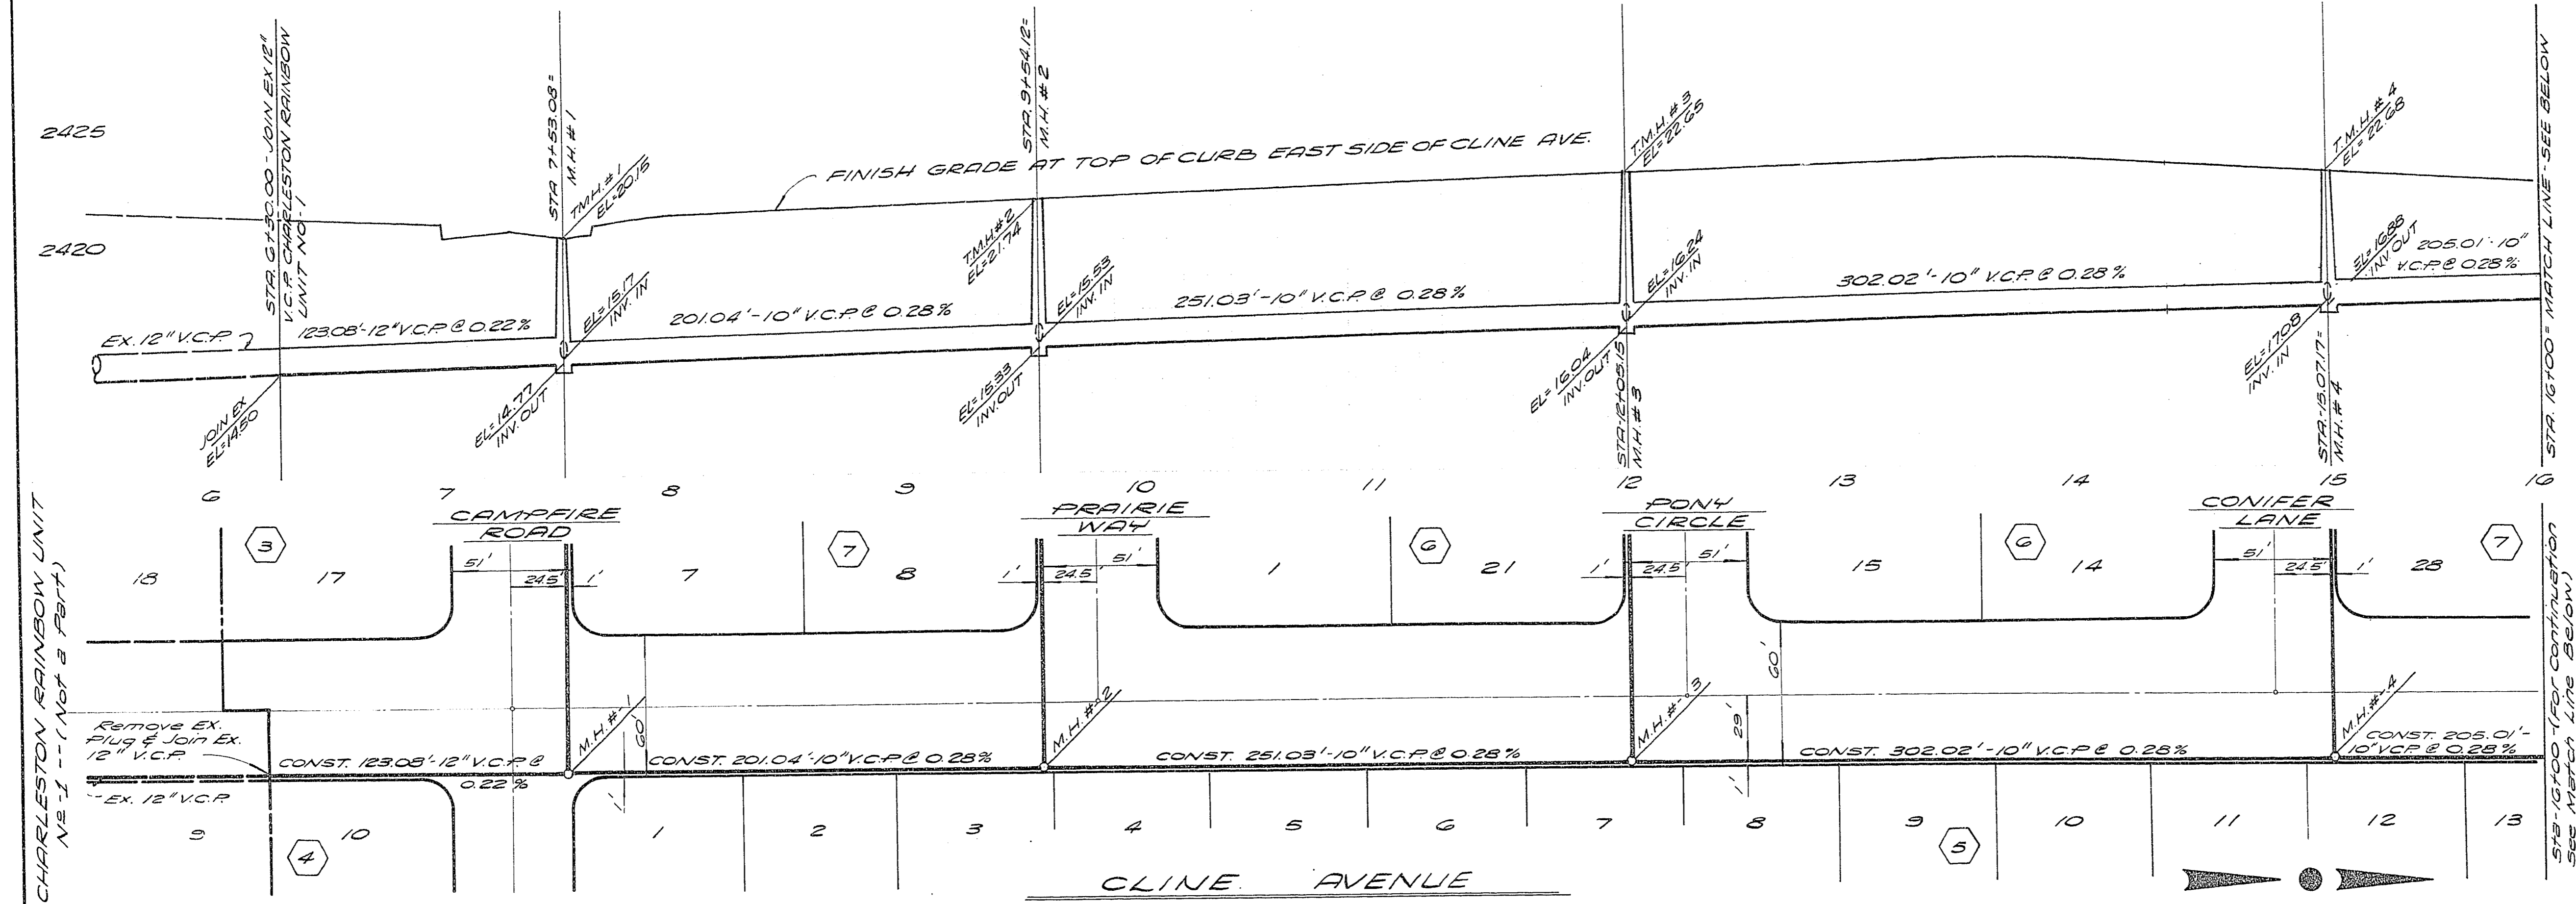 2425
2420
STA. 6+30.00 - JOIN EX 12"
V.C.P. CHARLESTON RAINBOW
UNIT NO-1
STA 7+53.08 =
M.H. # 1
T.M.H. # 1
EL=20.15
STA. 9+54.12=
M.H. # 2
FINISH GRADE AT TOP OF CURB EAST SIDE OF CLINE AVE.
T.M.H. # 3
EL=22.65
T.M.H. # 4
EL=22.68
STA. 16+00= MATCH LINE - SEE BELOW
T.M.H. # 2
EL=21.74
EX. 12" V.C.P.
123.08'-12" V.C.P. @ 0.22%
EL=15.17
INV. IN
201.04'-10" V.C.P. @ 0.28%
EL=15.53
INV. IN
251.03'-10" V.C.P. @ 0.28%
EL=16.24
INV. IN
302.02'-10" V.C.P. @ 0.28%
EL=16.88
INV. OUT
205.01'-10"
V.C.P. @ 0.28%
JOIN EX
EL=14.50
EL=14.77
INV. OUT
EL=15.33
INV. OUT
EL=16.04
INV. OUT
STA-12+05.15
M.H. # 3
EL=17.08
INV. IN
STA.-15.07.17=
M.H. # 4
6 7 8 9 10 11 12 13 14 15 16
CHARLESTON RAINBOW UNIT
No-1 -- (Not a Part)
CAMPFIRE
ROAD
PRAIRIE
WAY
PONY
CIRCLE
CONIFER
LANE
3 7 6 6 7
18 17 7 8 1 21 15 14 28
51' 24.5' 1'
1' 24.5' 51'
1' 24.5' 51'
51' 24.5' 1'
Remove Ex.
Plug & Join Ex.
12" V.C.P.
Ex. 12" V.C.P.
M.H. #-1
M.H. #-2
M.H. #-3
M.H. #-4
60'
1'
60'
29'
1'
CONST. 123.08'-12" V.C.P. @
0.22%
CONST. 201.04'-10" V.C.P. @ 0.28%
CONST. 251.03'-10" V.C.P. @ 0.28%
CONST. 302.02'-10" V.C.P. @ 0.28%
CONST. 205.01'-
10" VCP @ 0.28%
9 10 1 2 3 4 5 6 7 8 9 10 11 12 13
4
5
CLINE AVENUE
Sta-16+00-(For Continuation
See Match Line Below)